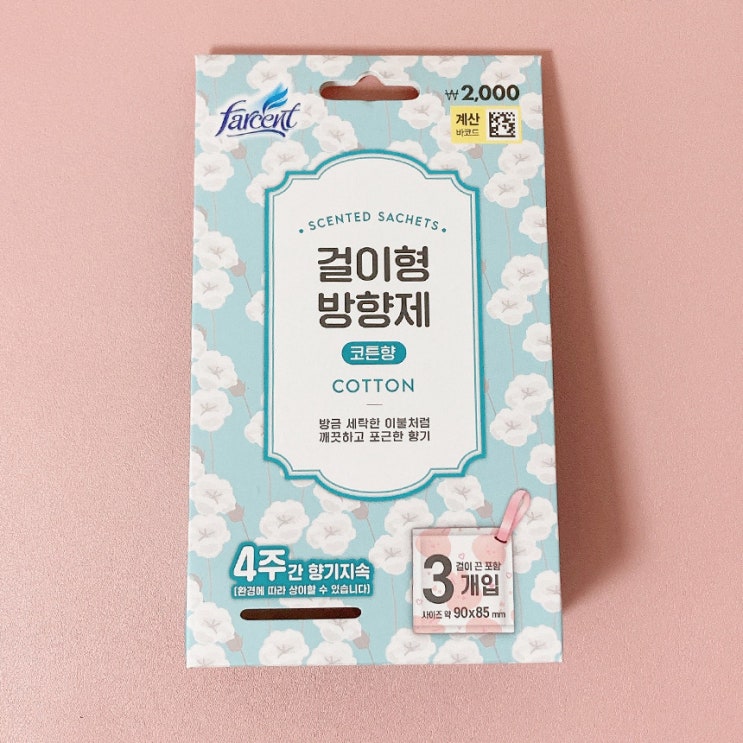 farcent
₩2,000
계산
바코드
• SCENTED SACHETS •
걸이형
방향제
코튼향
COTTON
방금 세탁한 이불처럼
깨끗하고 포근한 향기
4주간 향기지속
(환경에 따라 상이할 수 있습니다)
걸이 끈 포함
3개입
사이즈 약 90x85 mm